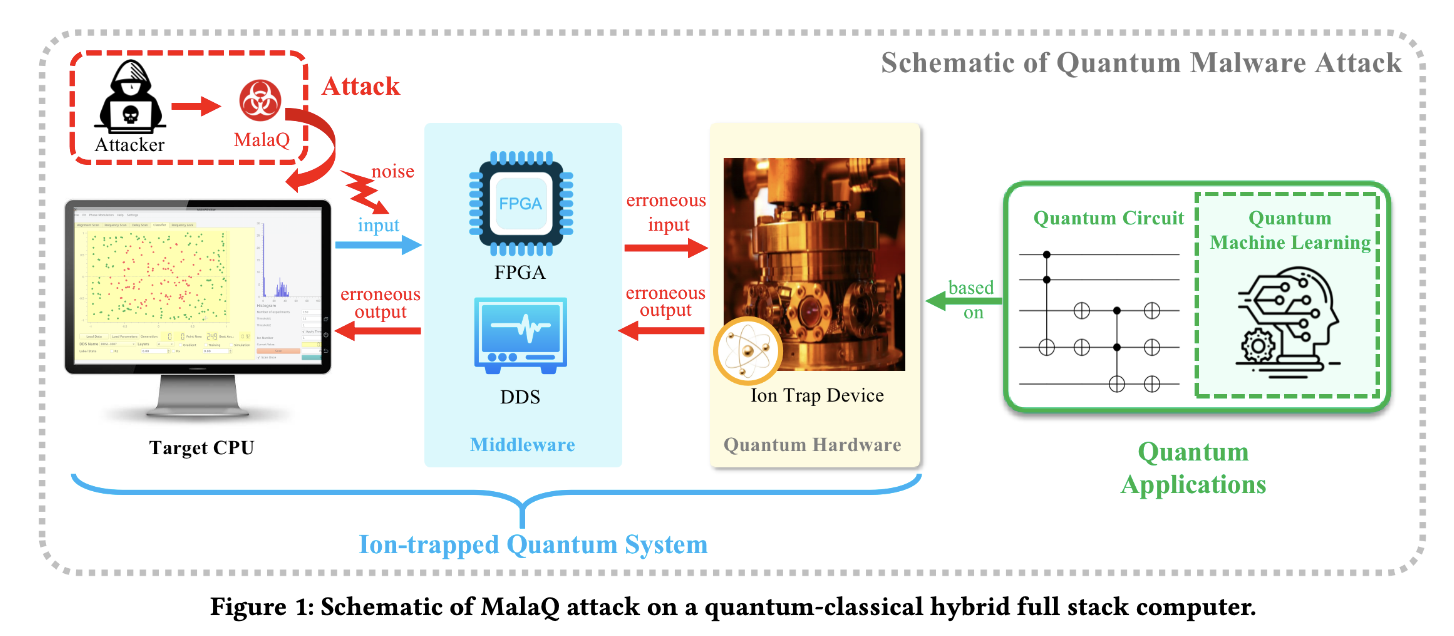 Schematic of Quantum Malware Attack
Attack
Attacker
MalaQ
noise
input
FPGA
FPGA
erroneous
input
erroneous
output
erroneous
output
DDS
Ion Trap Device
Target CPU
Middleware
Quantum Hardware
based
on
Quantum Circuit
Quantum
Machine Learning
Quantum
Applications
Ion-trapped Quantum System
Figure 1: Schematic of MalaQ attack on a quantum-classical hybrid full stack computer.